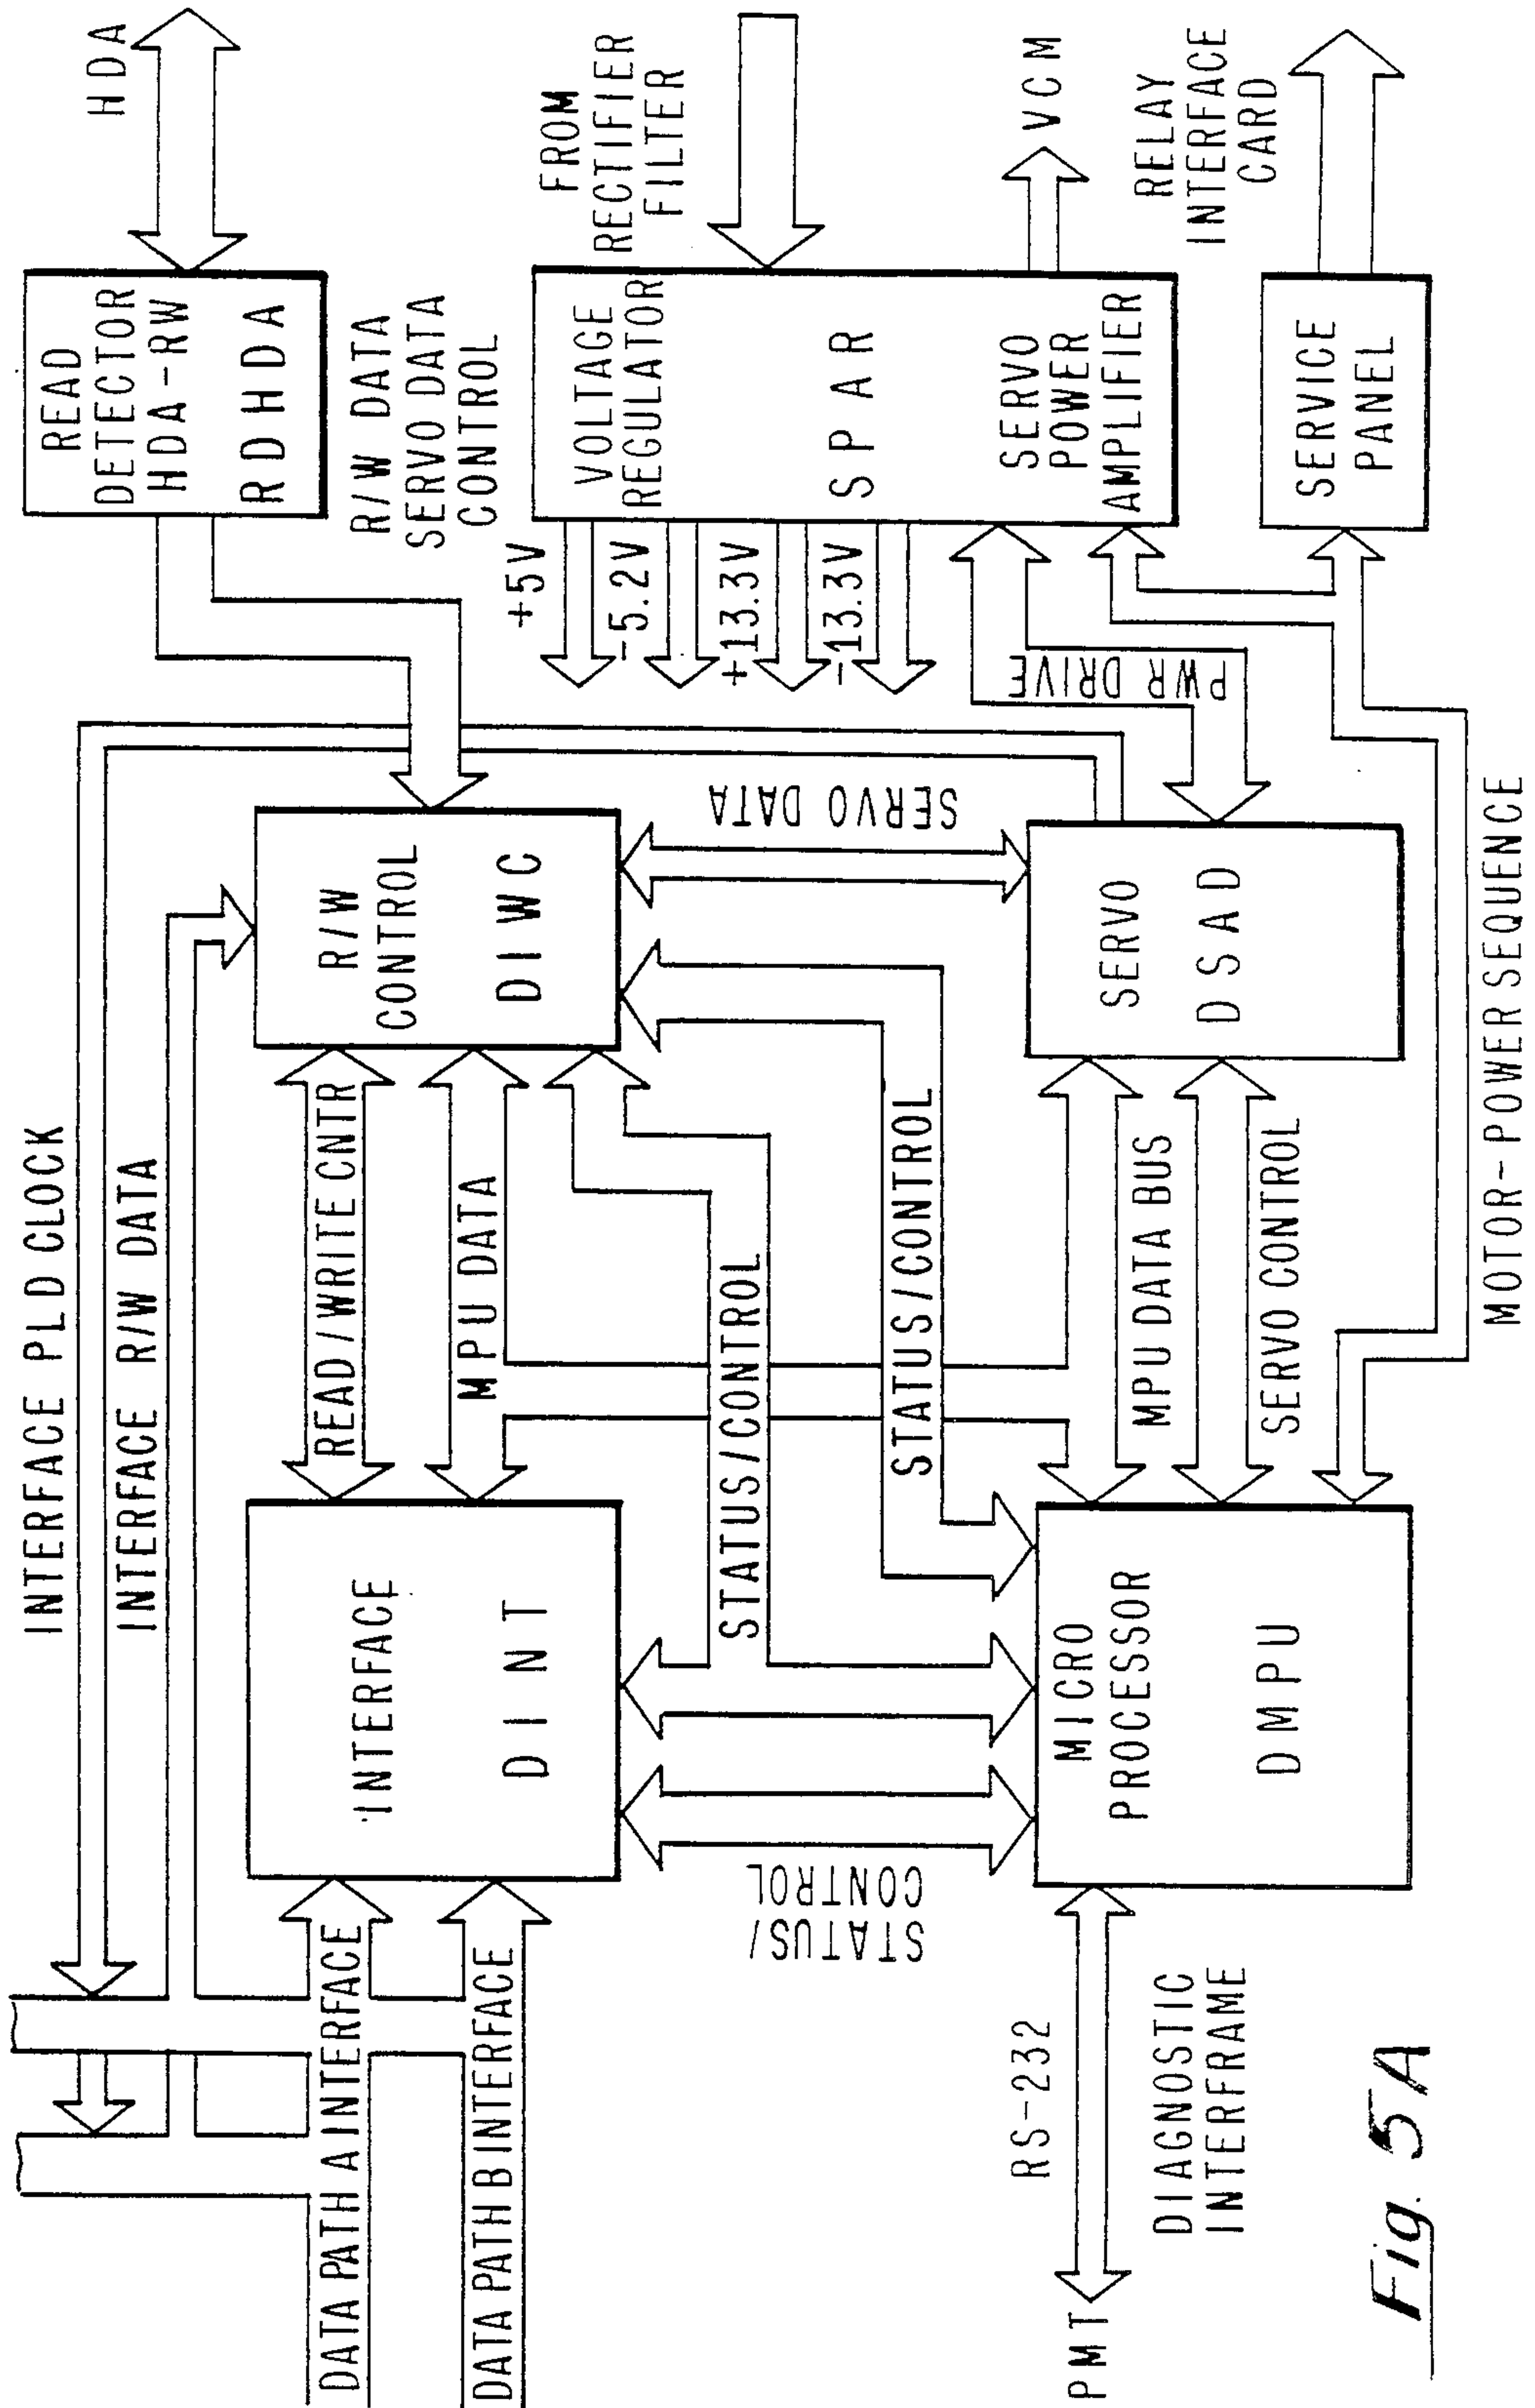 INTERFACE PLD CLOCK
INTERFACE R/W DATA
HDA
READ
DETECTOR
HDA-RW
RDHDA
R/W DATA
SERVO DATA
CONTROL
DATA PATH A INTERFACE
DATA PATH B INTERFACE
INTERFACE
DINT
READ/WRITE CNTR
MPU DATA
R/W
CONTROL
DIWC
STATUS/CONTROL
STATUS/CONTROL
STATUS/
CONTROL
SERVO DATA
+5V
-5.2V
+13.3V
-13.3V
VOLTAGE
REGULATOR
SPAR
SERVO
POWER
AMPLIFIER
FROM
RECTIFIER
FILTER
VCM
PWR DRIVE
PMT
RS-232
DIAGNOSTIC
INTERFRAME
MICRO
PROCESSOR
DMPU
MPU DATA BUS
SERVO CONTROL
SERVO
DSAD
SERVICE
PANEL
RELAY
INTERFACE
CARD
MOTOR-POWER SEQUENCE
Fig. 5A